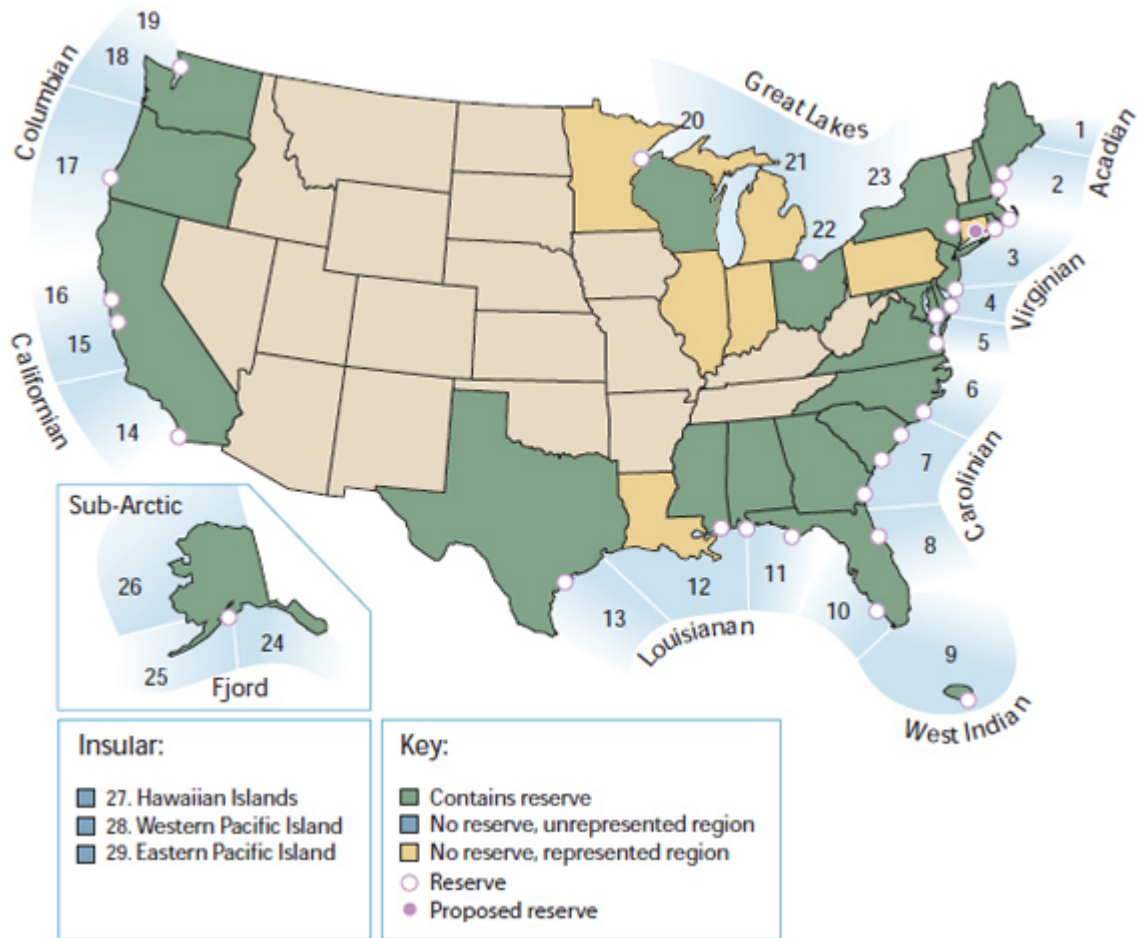 19
18
Columbian
17
16
15
Californian
14
20
Great Lakes
21
22
23
1
Acadian
2
3
Virginian
4
5
6
Carolinian
7
8
9
West Indian
10
11
12
Louisianan
13
Sub-Arctic
26
25
24
Fjord
Insular:
27. Hawaiian Islands
28. Western Pacific Island
29. Eastern Pacific Island
Key:
Contains reserve
No reserve, unrepresented region
No reserve, represented region
Reserve
Proposed reserve